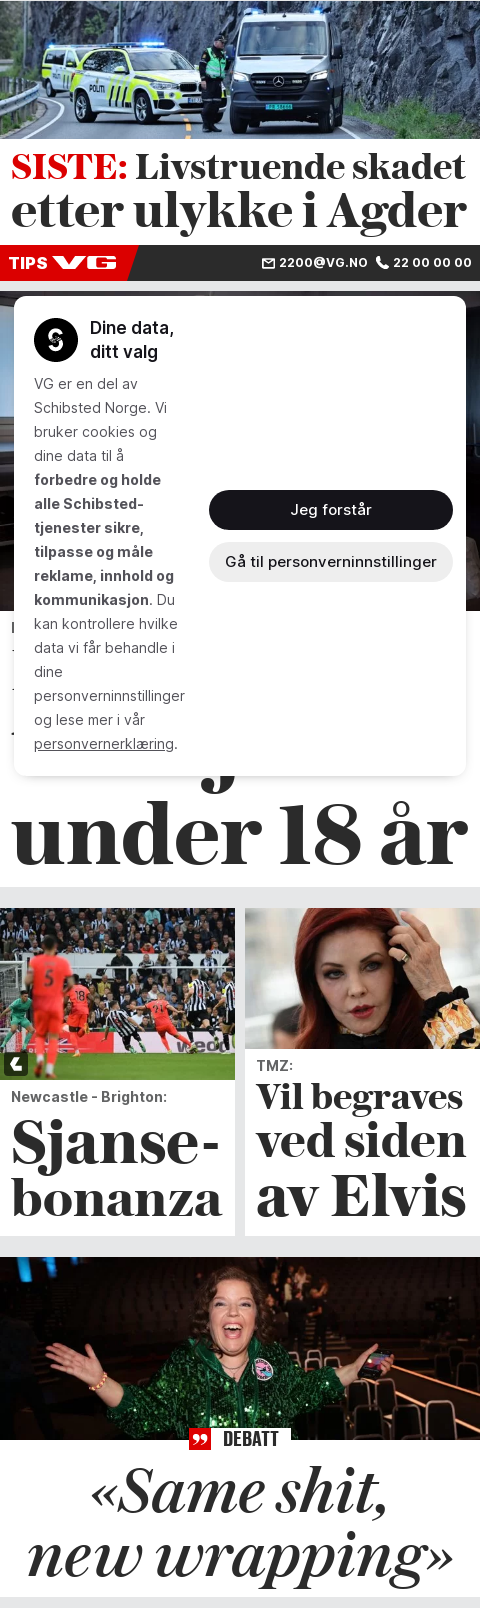 POLITI
SISTE: Livstruende skadet
etter ulykke i Agder
TIPS VG
2200@VG.NO 22 00 00 00
Dine data,
ditt valg
VG er en del av
Schibsted Norge. Vi
bruker cookies og
dine data til å
forbedre og holde
alle Schibsted-
tjenester sikre,
tilpasse og måle
reklame, innhold og
kommunikasjon. Du
kan kontrollere hvilke
data vi får behandle i
dine
personverninnstillinger
og lese mer i vår
personvernerklæring.
Jeg forstår
Gå til personverninnstillinger
under 18 år
5
18
Newcastle - Brighton:
Sjanse-
bonanza
TMZ:
Vil begraves
ved siden
av Elvis
DEBATT
«Same shit,
new wrapping»